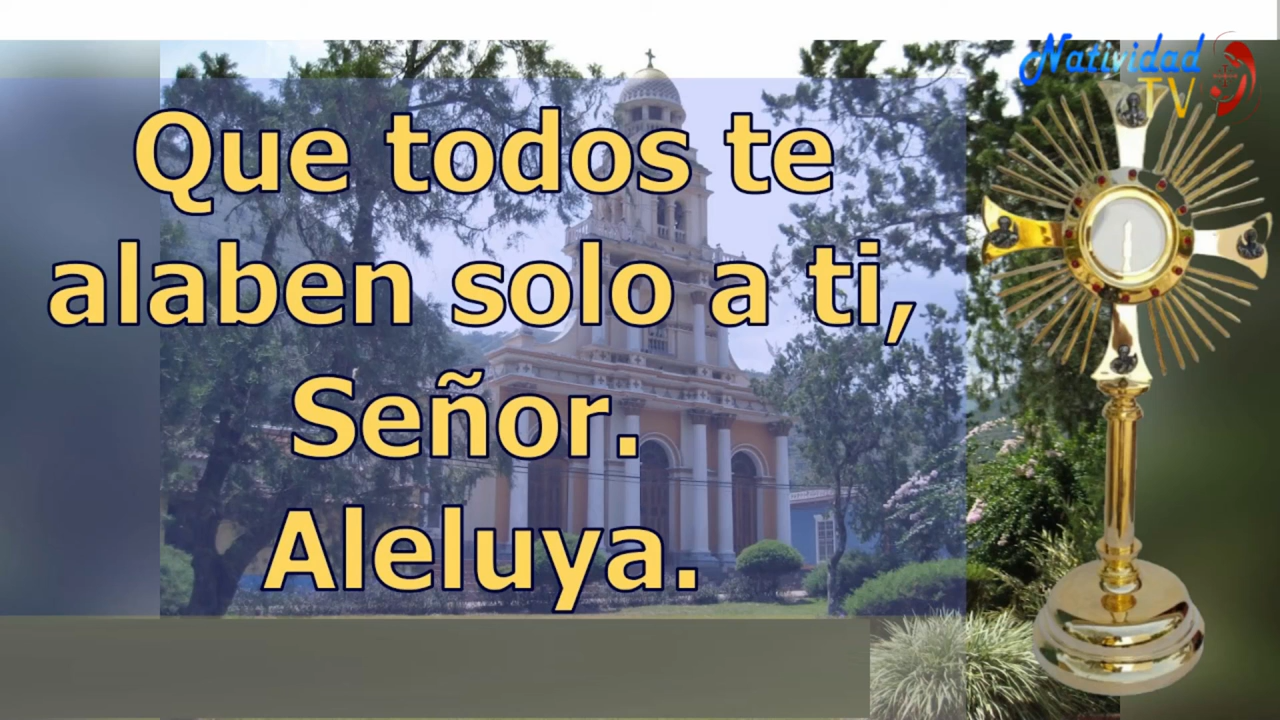 Natividad
TV
Que todos te
alaben solo a ti,
Señor.
Aleluya.